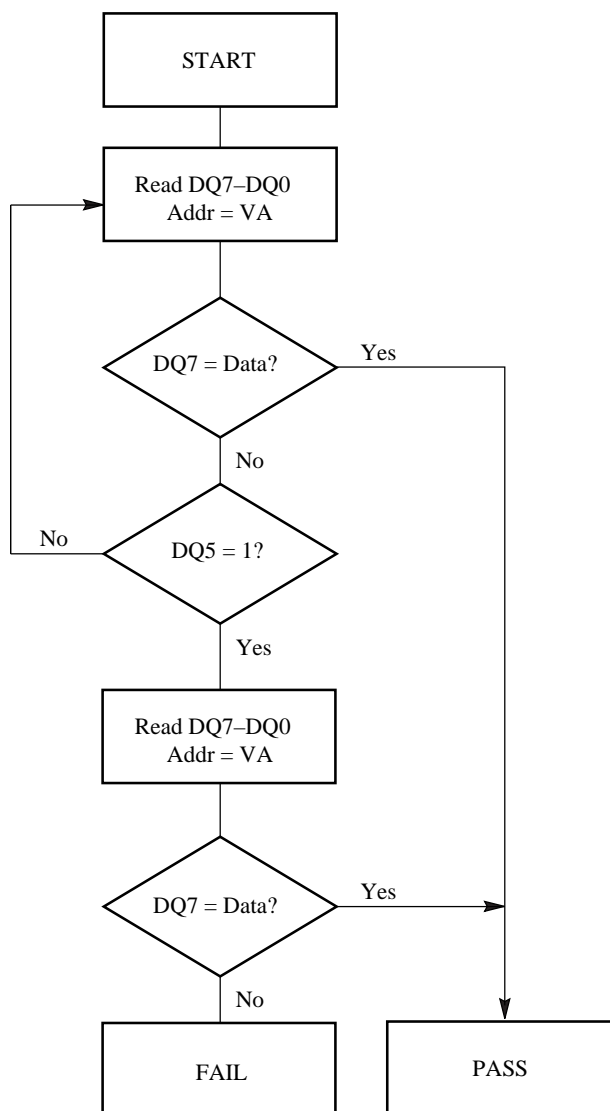 START
Read DQ7–DQ0
Addr = VA
DQ7 = Data?
Yes
No
No
DQ5 = 1?
Yes
Read DQ7–DQ0
Addr = VA
DQ7 = Data?
Yes
No
FAIL
PASS